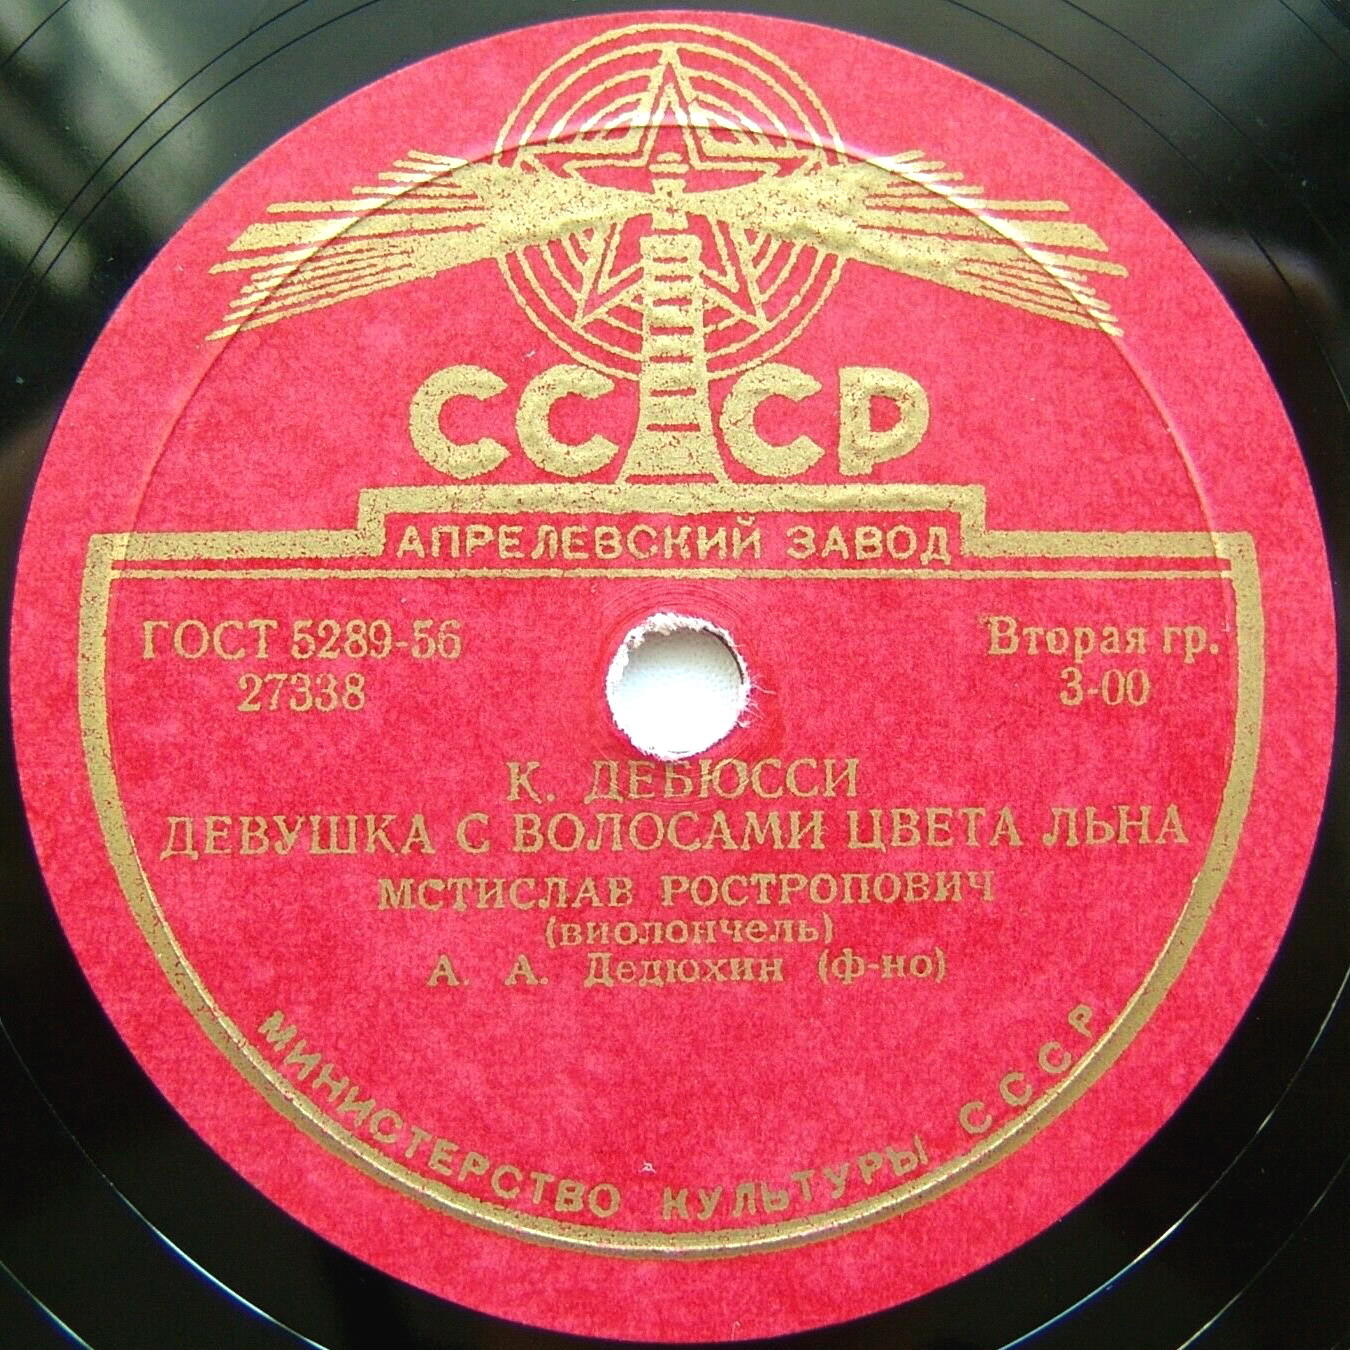 СССР
АПРЕЛЕВСКИЙ ЗАВОД
ГОСТ 5289-56
27338
Вторая гр.
3-00
К. ДЕБЮССИ
ДЕВУШКА С ВОЛОСАМИ ЦВЕТА ЛЬНА
МСТИСЛАВ РОСТРОПОВИЧ
(виолончель)
А. А. Дедюхин (ф-но)
МИНИСТЕРСТВО КУЛЬТУРЫ СССР